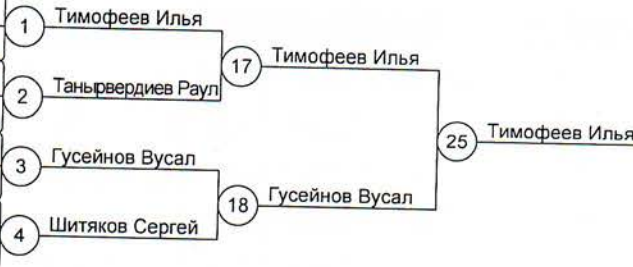 1 Тимофеев Илья
17 Тимофеев Илья
2 Танырвердиев Раул
25 Тимофеев Илья
3 Гусейнов Вусал
18 Гусейнов Вусал
4 Шитяков Сергей